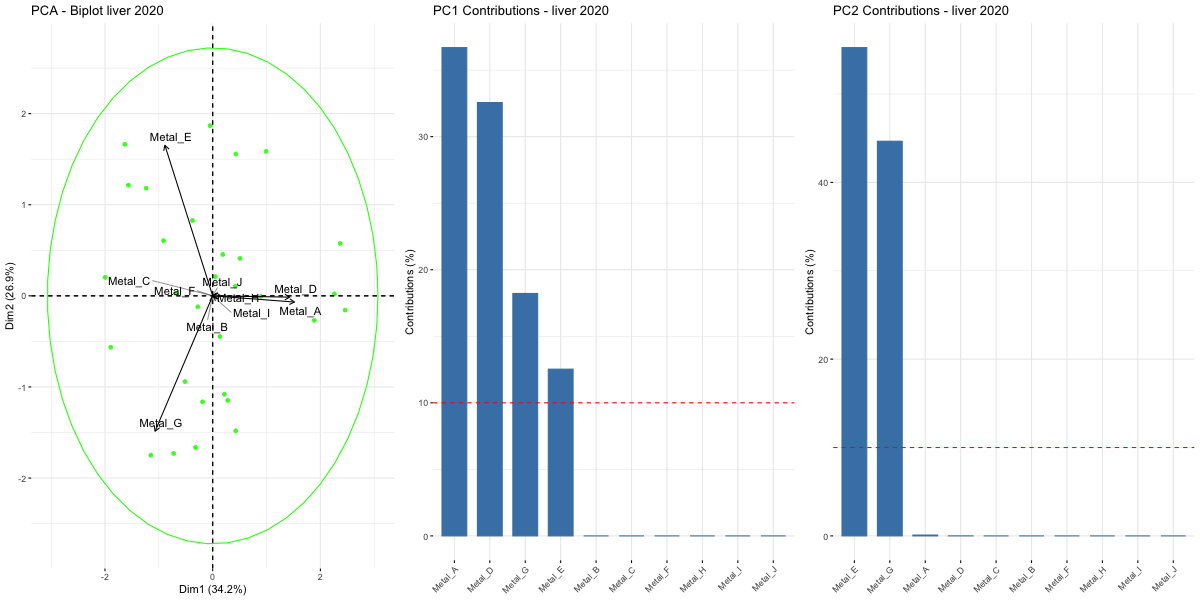 PCA - Biplot liver 2020
Dim2 (26.9%)
2
1
0
-1
-2
Metal_E
Metal_C
Metal_J
Metal_F
Metal_D
Metal_H
Metal_A
Metal_I
Metal_B
Metal_G
-2
0
2
Dim1 (34.2%)
PC1 Contributions - liver 2020
Contributions (%)
30
20
10
0
Metal_A
Metal_D
Metal_G
Metal_E
Metal_B
Metal_C
Metal_F
Metal_H
Metal_I
Metal_J
PC2 Contributions - liver 2020
Contributions (%)
40
20
0
Metal_E
Metal_G
Metal_A
Metal_D
Metal_C
Metal_B
Metal_F
Metal_H
Metal_I
Metal_J